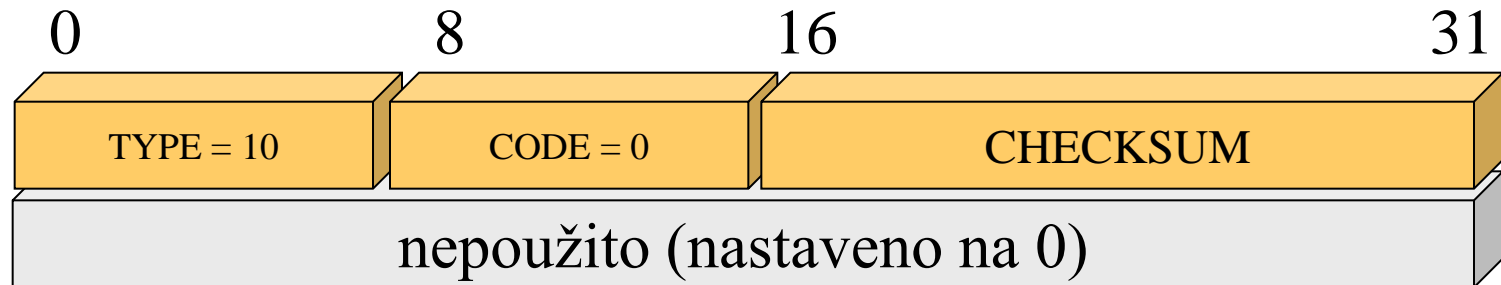 0 8 16 31
TYPE = 10 CODE = 0 CHECKSUM
nepoužito (nastaveno na 0)